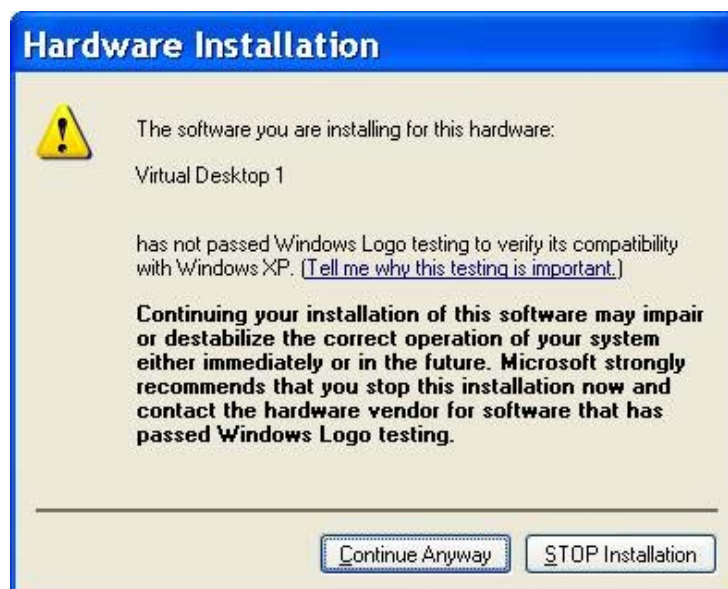 Hardware Installation
The software you are installing for this hardware:
Virtual Desktop 1
has not passed Windows Logo testing to verify its compatibility
with Windows XP. (Tell me why this testing is important.)
Continuing your installation of this software may impair
or destabilize the correct operation of your system
either immediately or in the future. Microsoft strongly
recommends that you stop this installation now and
contact the hardware vendor for software that has
passed Windows Logo testing.
Continue Anyway
STOP Installation